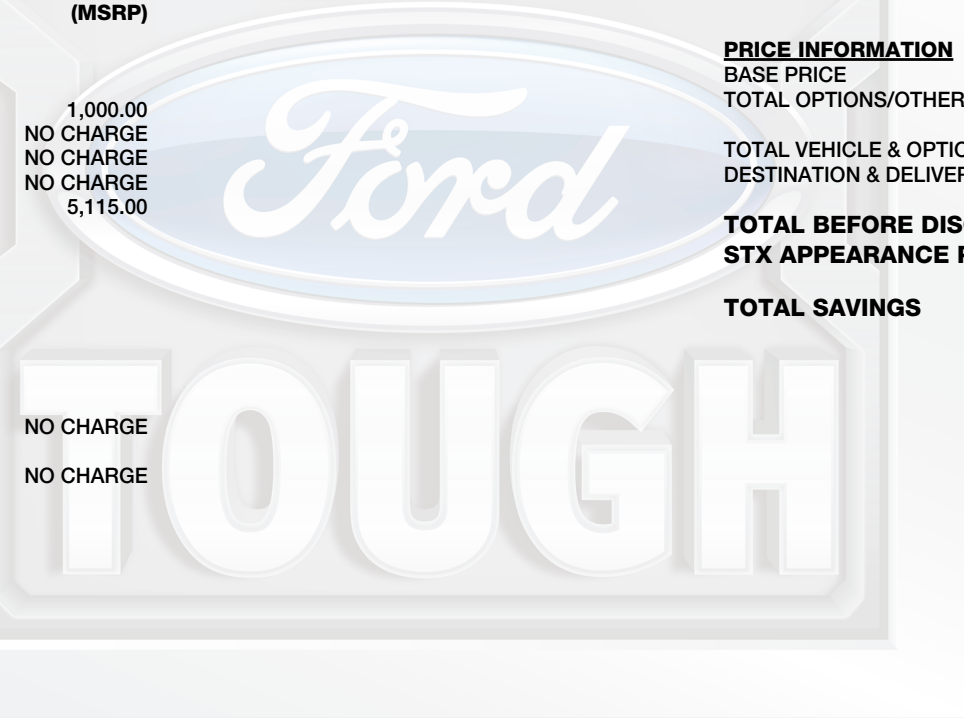 (MSRP)
1,000.00
NO CHARGE
NO CHARGE
NO CHARGE
5,115.00
NO CHARGE
NO CHARGE
PRICE INFORMATION
BASE PRICE
TOTAL OPTIONS/OTHER
TOTAL VEHICLE & OPTIO
DESTINATION & DELIVER
TOTAL BEFORE DIS
STX APPEARANCE
TOTAL SAVINGS
Ford
TOUGH